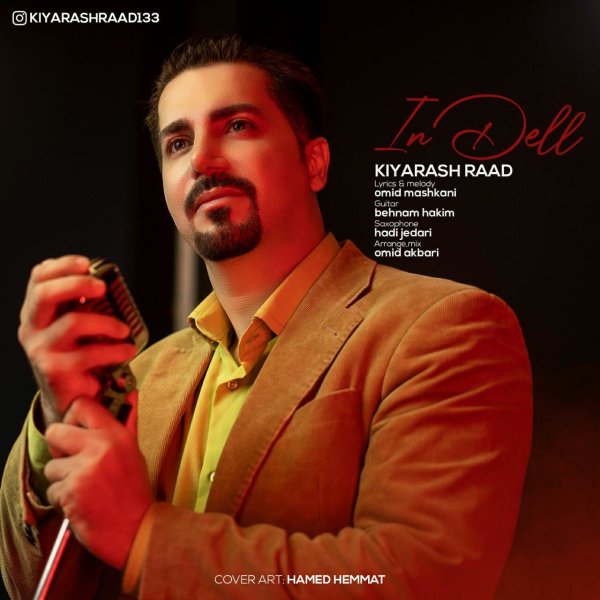 KIYARASHRAAD133
In Dell
KIYARASH RAAD
Lyrics & melody
omid mashkani
Guitar
behnam hakim
Saxophone
hadi jedari
Arrange,mix
omid akbari
COVER ART: HAMED HEMMAT